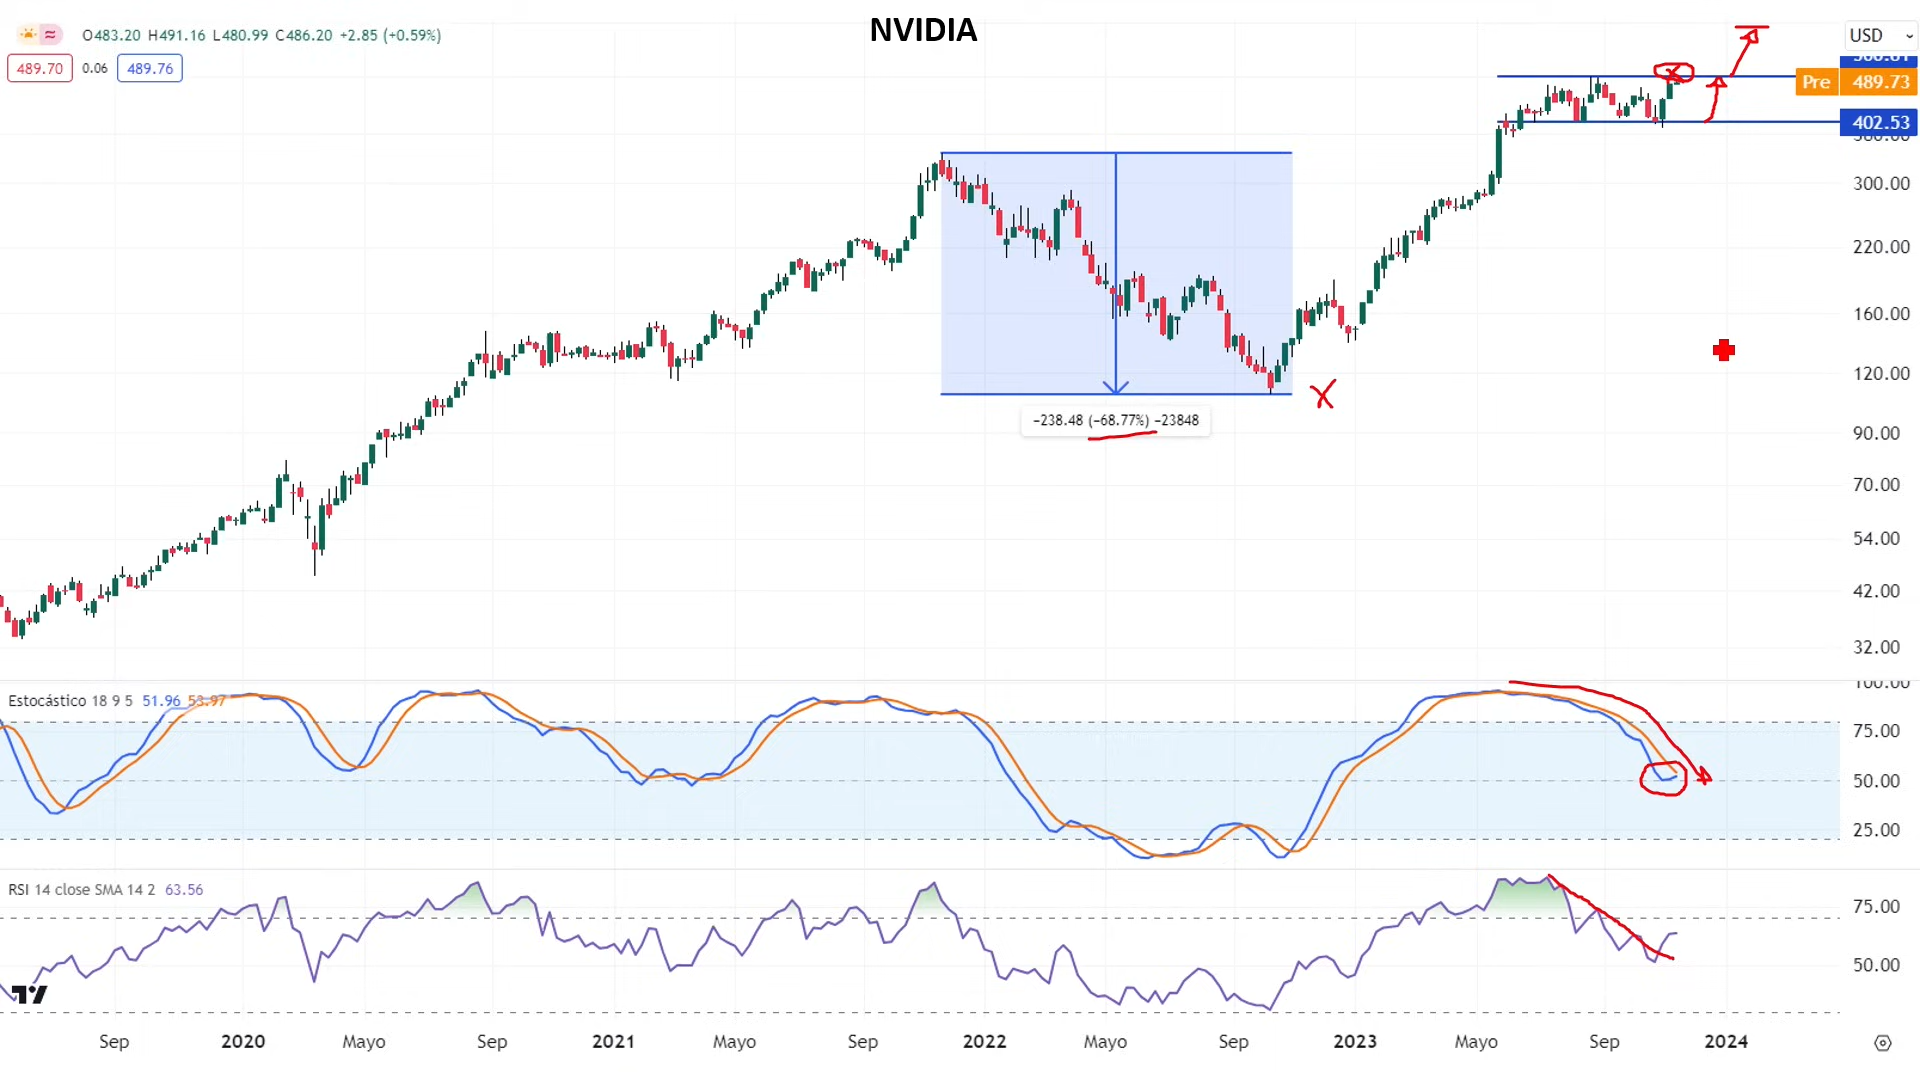 NVIDIA
O483.20 H491.16 L480.99 C486.20 +2.85 (+0.59%)
USD
489.70 0.06 489.76
Pre 489.73
402.53
300.00
220.00
160.00
120.00
−238.48 (−68.77%) −23848
90.00
70.00
54.00
42.00
32.00
100.00
Estocástico 18 9 5 51.96 53.97
75.00
50.00
25.00
RSI 14 close SMA 14 2 63.56
75.00
50.00
Sep 2020 Mayo Sep 2021 Mayo Sep 2022 Mayo Sep 2023 Mayo Sep 2024